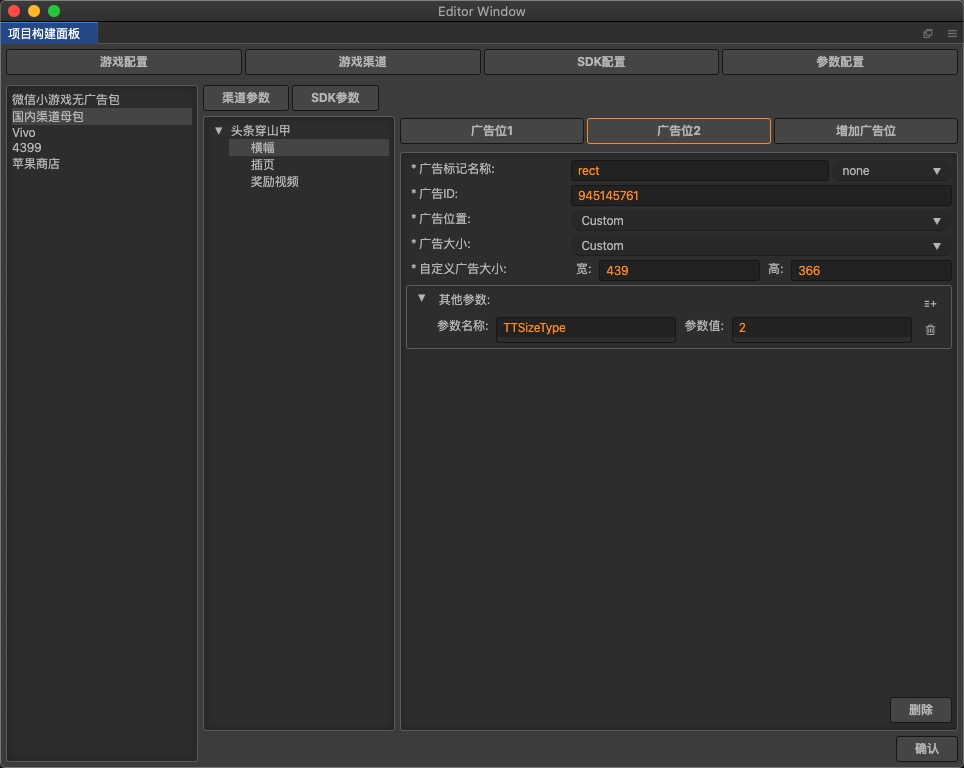 Editor Window
项目构建面板
游戏配置
游戏渠道
SDK配置
参数配置
微信小游戏无广告包
国内渠道母包
Vivo
4399
苹果商店
渠道参数
SDK参数
头条穿山甲
横幅
插页
奖励视频
广告位1
广告位2
增加广告位
* 广告标记名称:
rect
none
* 广告ID:
945145761
* 广告位置:
Custom
* 广告大小:
Custom
* 自定义广告大小:
宽:
439
高:
366
其他参数:
参数名称:
TTSizeType
参数值:
2
删除
确认